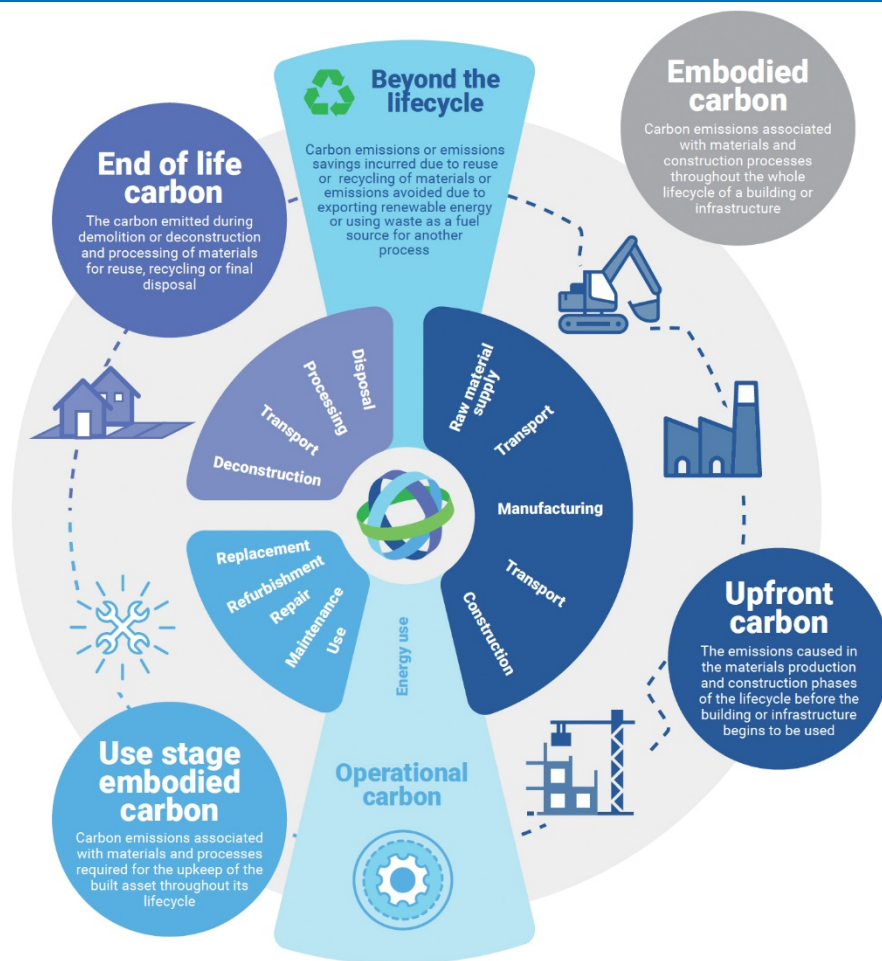 Beyond the
lifecycle
Carbon emissions or emissions
savings incurred due to reuse
or recycling of materials or
emissions avoided due to
exporting renewable energy
or using waste as a fuel
source for another
process
Embodied
carbon
Carbon emissions associated
with materials and
construction processes
throughout the whole
lifecycle of a building or
infrastructure
End of life
carbon
The carbon emitted during
demolition or deconstruction
and processing of materials
for reuse, recycling or final
disposal
Disposal
Processing
Transport
Deconstruction
Raw material
supply
Transport
Manufacturing
Transport
Construction
Replacement
Refurbishment
Repair
Maintenance
Use
Energy use
Upfront
carbon
The emissions caused in
the materials production
and construction phases
of the lifecycle before the
building or infrastructure
begins to be used
Use stage
embodied
carbon
Carbon emissions associated
with materials and processes
required for the upkeep of the
built asset throughout its
lifecycle
Operational
carbon